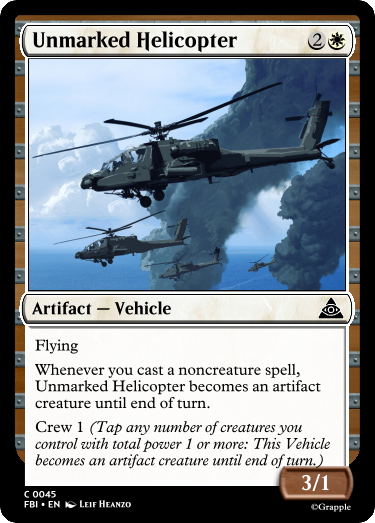 Unmarked Helicopter 2
Artifact — Vehicle
Flying
Whenever you cast a noncreature spell,
Unmarked Helicopter becomes an artifact
creature until end of turn.
Crew 1 (Tap any number of creatures you
control with total power 1 or more: This Vehicle
becomes an artifact creature until end of turn.)
3/1
C 0045
FBI • EN Leif Heanzo
©Grapple